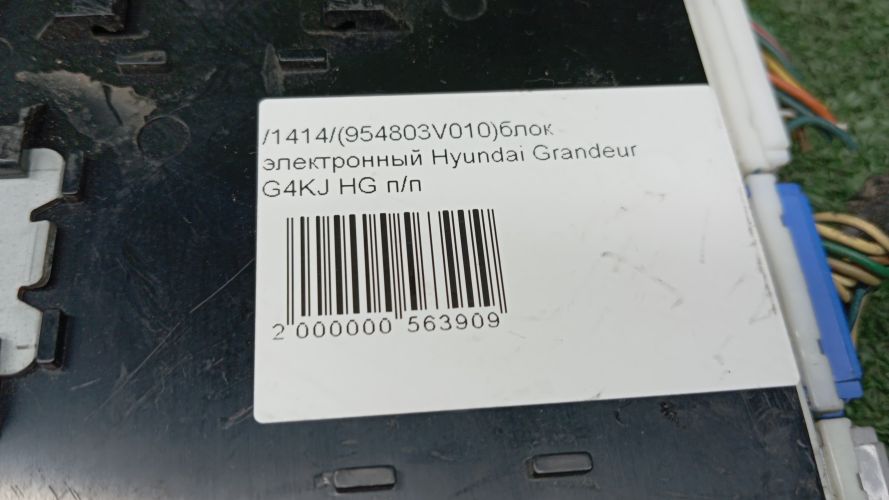 /1414/(954803V010)блок
электронный Hyundai Grandeur
G4KJ HG п/п
2 000000 563909